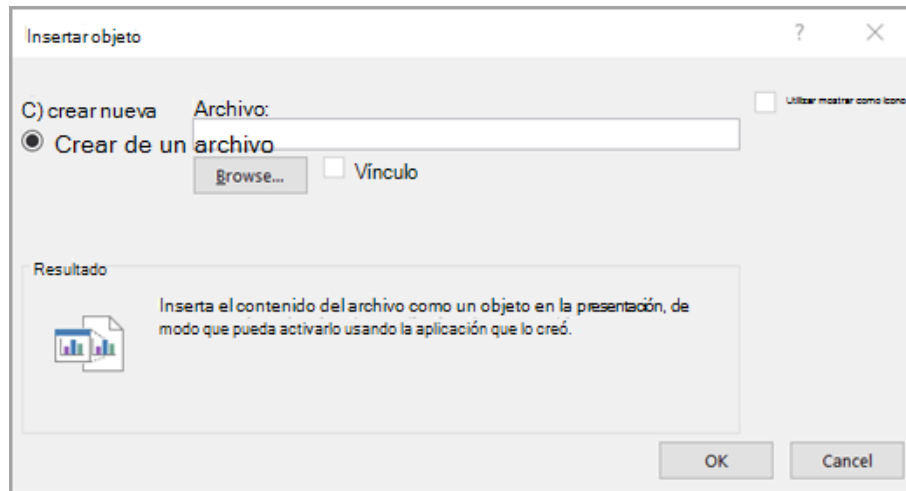 Insertar objeto
?
C) crear nueva
Archivo:
Utilizar mostrar como icono
Crear de un archivo
Browse...
Vínculo
Resultado
Inserta el contenido del archivo como un objeto en la presentación, de
modo que pueda activarlo usando la aplicación que lo creó.
OK
Cancel